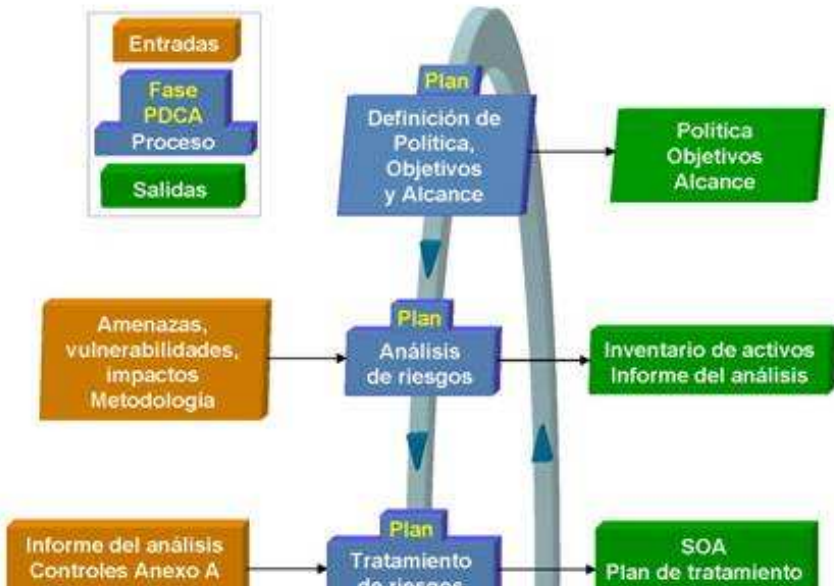 Entradas
Fase
PDCA
Proceso
Salidas
Plan
Definición de
Política,
Objetivos
y Alcance
Política
Objetivos
Alcance
Amenazas,
vulnerabilidades,
impactos
Metodología
Plan
Análisis
de riesgos
Inventario de activos
Informe del análisis
Informe del análisis
Controles Anexo A
Plan
Tratamiento
de riesgos
SOA
Plan de tratamiento